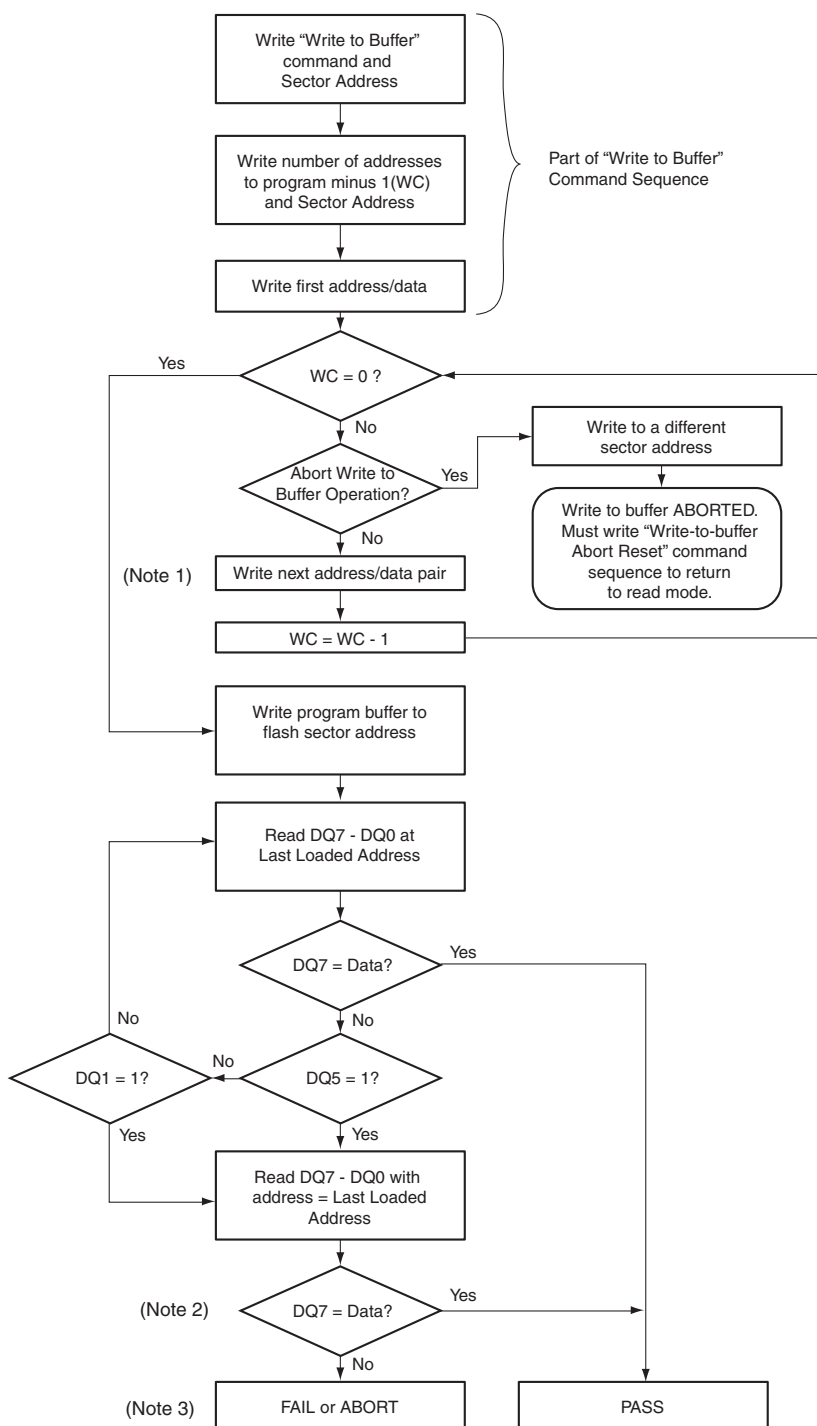 Write “Write to Buffer”
command and
Sector Address
Write number of addresses
to program minus 1(WC)
and Sector Address
Part of “Write to Buffer”
Command Sequence
Write first address/data
Yes
WC = 0 ?
No
Write to a different
sector address
Abort Write to
Buffer Operation?
Yes
No
Write to buffer ABORTED.
Must write “Write-to-buffer
Abort Reset” command
sequence to return
to read mode.
(Note 1)
Write next address/data pair
WC = WC - 1
Write program buffer to
flash sector address
Read DQ7 - DQ0 at
Last Loaded Address
DQ7 = Data?
Yes
No
No
DQ1 = 1?
No
DQ5 = 1?
Yes
Yes
Read DQ7 - DQ0 with
address = Last Loaded
Address
(Note 2)
DQ7 = Data?
Yes
No
(Note 3)
FAIL or ABORT
PASS